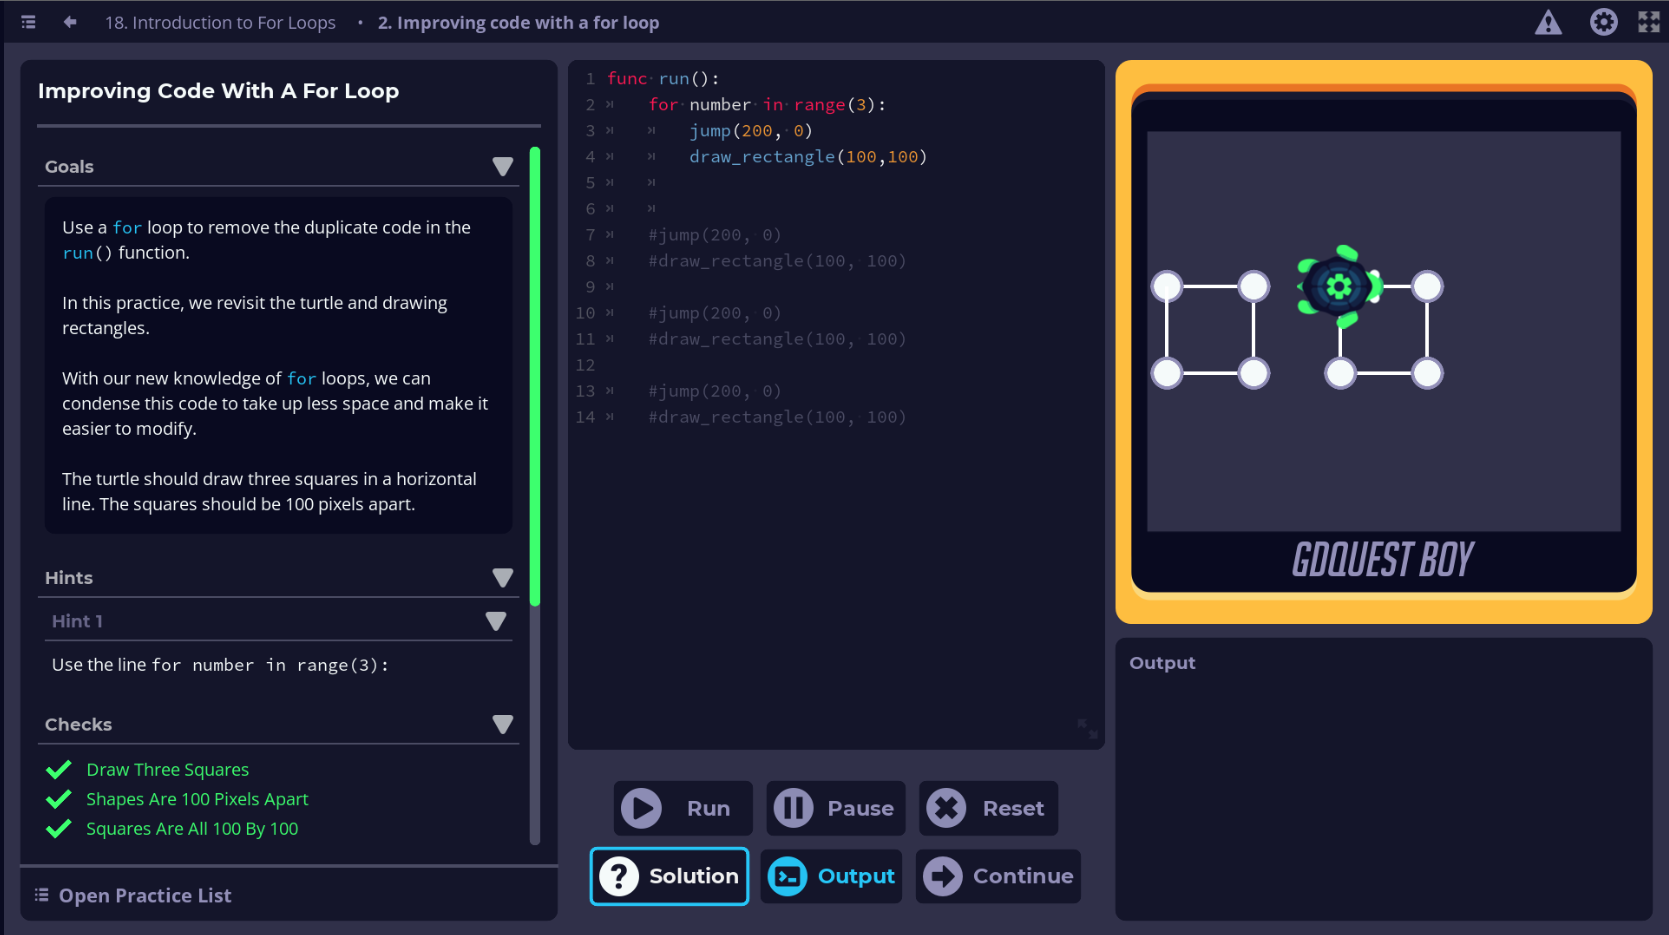 18. Introduction to For Loops • 2. Improving code with a for loop
Improving Code With A For Loop
Goals
Use a for loop to remove the duplicate code in the
run() function.
In this practice, we revisit the turtle and drawing
rectangles.
With our new knowledge of for loops, we can
condense this code to take up less space and make it
easier to modify.
The turtle should draw three squares in a horizontal
line. The squares should be 100 pixels apart.
Hints
Hint 1
Use the line for number in range(3):
Checks
Draw Three Squares
Shapes Are 100 Pixels Apart
Squares Are All 100 By 100
Open Practice List
1 func run():
2 for number in range(3):
3 jump(200, 0)
4 draw_rectangle(100,100)
5
6
7 #jump(200, 0)
8 #draw_rectangle(100, 100)
9
10 #jump(200, 0)
11 #draw_rectangle(100, 100)
12
13 #jump(200, 0)
14 #draw_rectangle(100, 100)
Run Pause Reset
? Solution Output Continue
GDQUEST BOY
Output